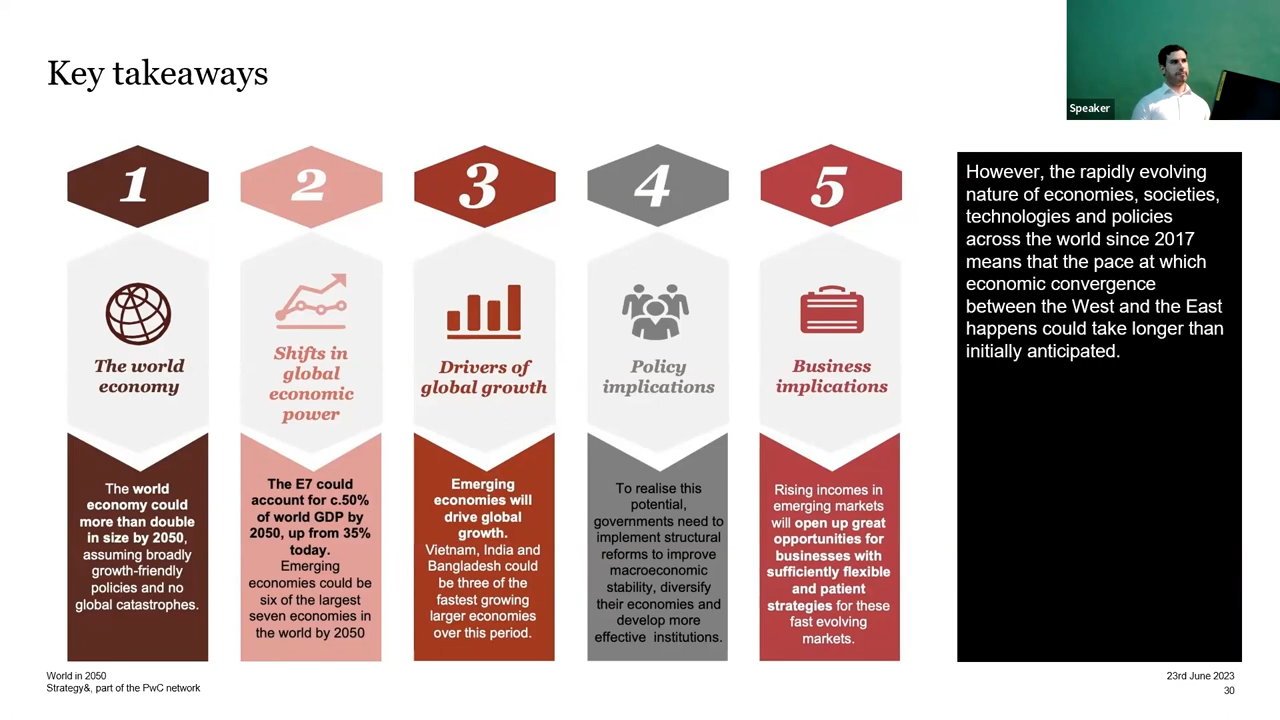 Key takeaways
Speaker
1
The world
economy
The world
economy could
more than double
in size by 2050,
assuming broadly
growth-friendly
policies and no
global catastrophes.
2
Shifts in
global
economic
power
The E7 could
account for c.50%
of world GDP by
2050, up from 35%
today.
Emerging
economies could be
six of the largest
seven economies in
the world by 2050
3
Drivers of
global growth
Emerging
economies will
drive global
growth.
Vietnam, India and
Bangladesh could
be three of the
fastest growing
larger economies
over this period.
4
Policy
implications
To realise this
potential,
governments need to
implement structural
reforms to improve
macroeconomic
stability, diversify
their economies and
develop more
effective institutions.
5
Business
implications
Rising incomes in
emerging markets
will open up great
opportunities for
businesses with
sufficiently flexible
and patient
strategies for these
fast evolving
markets.
However, the rapidly evolving
nature of economies, societies,
technologies and policies
across the world since 2017
means that the pace at which
economic convergence
between the West and the East
happens could take longer than
initially anticipated.
World in 2050
Strategy&, part of the PwC network
23rd June 2023
30